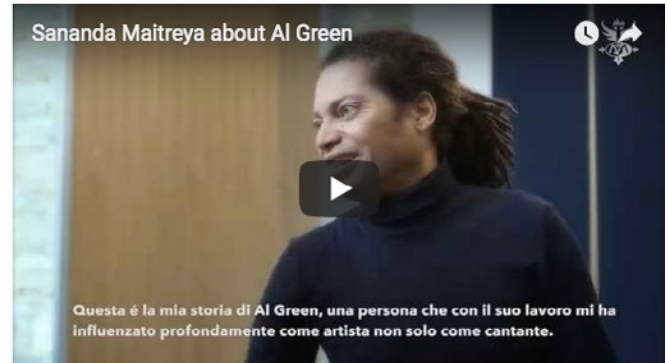 Sananda Maitreya about Al Green
Questa é la mia storia di Al Green, una persona che con il suo lavoro mi ha
influenzato profondamente come artista non solo come cantante.